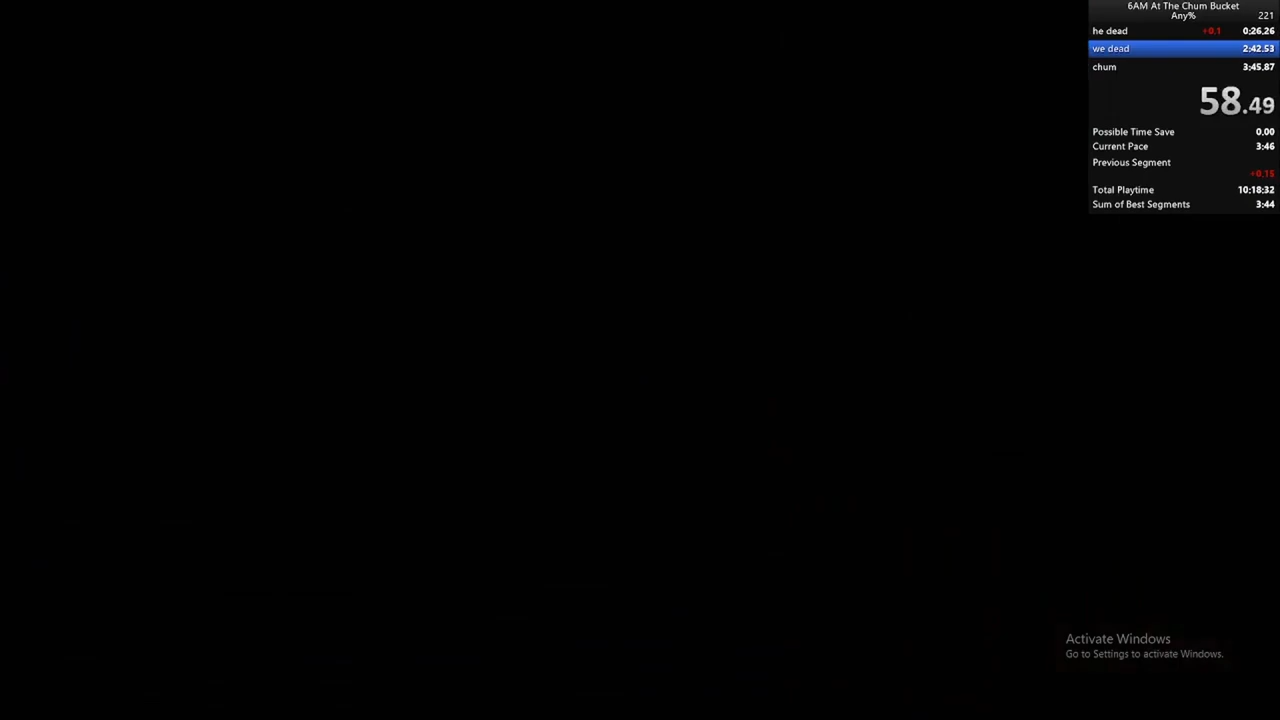 6AM At The Chum Bucket
Any% 221
he dead +0.1 0:26.26
we dead 2:42.53
chum 3:45.87
58.49
Possible Time Save 0.00
Current Pace 3:46
Previous Segment
+0.15
Total Playtime 10:18:32
Sum of Best Segments 3:44
Activate Windows
Go to Settings to activate Windows.